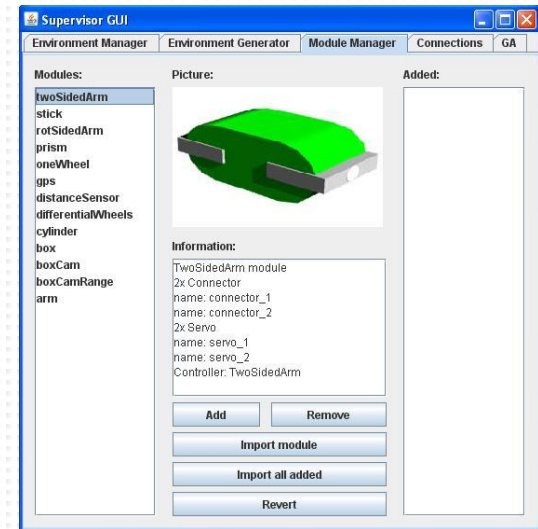 Supervisor GUI
Environment Manager
Environment Generator
Module Manager
Connections
GA
Modules:
twoSidedArm
stick
rotSidedArm
prism
oneWheel
gps
distanceSensor
differentialWheels
cylinder
box
boxCam
boxCamRange
arm
Picture:
Information:
TwoSidedArm module
2x Connector
name: connector_1
name: connector_2
2x Servo
name: servo_1
name: servo_2
Controller: TwoSidedArm
Add
Remove
Import module
Import all added
Revert
Added: